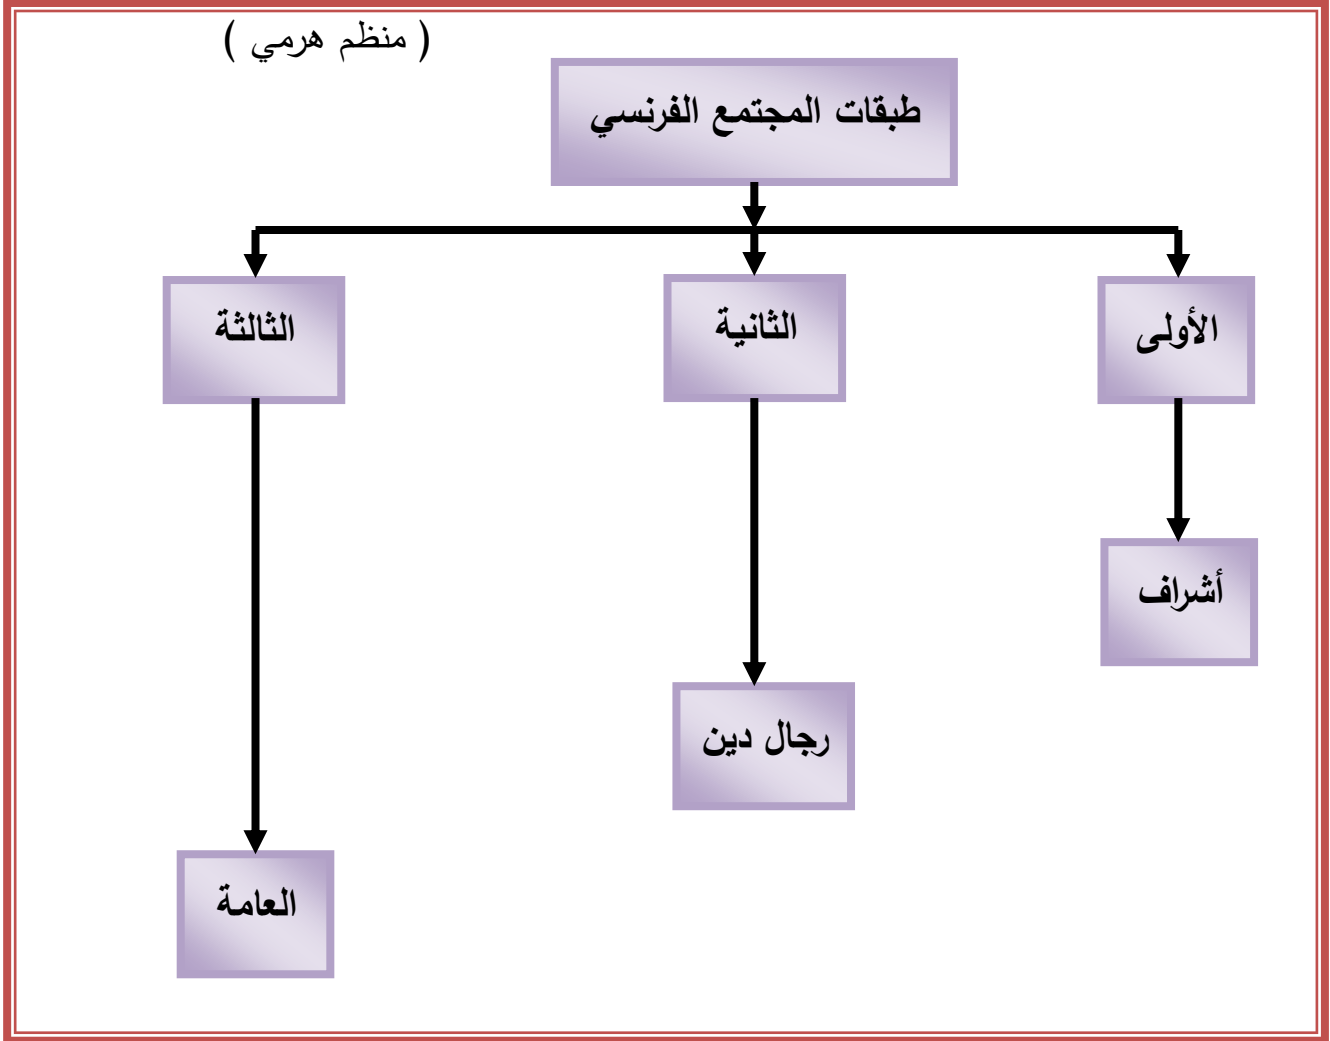 ( منظم هرمي )
طبقات المجتمع الفرنسي
الأولى
الثانية
الثالثة
أشراف
رجال دين
العامة